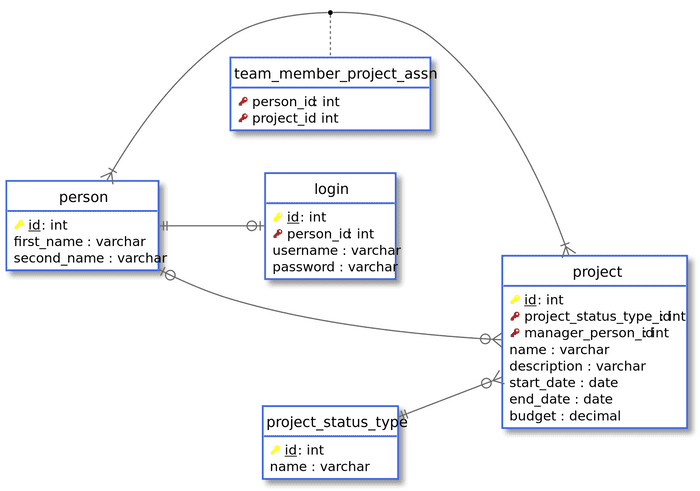 team_member_project_assn
person_id: int
project_id: int
person
id: int
first_name : varchar
second_name : varchar
login
id: int
person_id: int
username : varchar
password : varchar
project
id: int
project_status_type_id: int
manager_person_id: int
name : varchar
description : varchar
start_date : date
end_date : date
budget : decimal
project_status_type
id: int
name : varchar